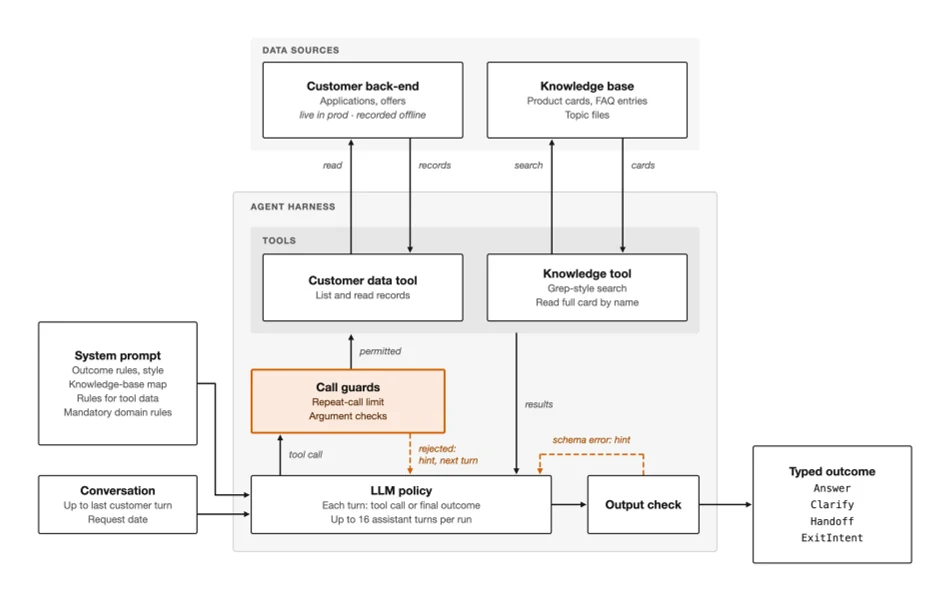 DATA SOURCES
Customer back-end
Applications, offers
live in prod · recorded offline
Knowledge base
Product cards, FAQ entries
Topic files
read
records
search
cards
AGENT HARNESS
TOOLS
Customer data tool
List and read records
Knowledge tool
Grep-style search
Read full card by name
System prompt
Outcome rules, style
Knowledge-base map
Rules for tool data
Mandatory domain rules
permitted
Call guards
Repeat-call limit
Argument checks
results
tool call
rejected:
hint, next turn
schema error: hint
Conversation
Up to last customer turn
Request date
LLM policy
Each turn: tool call or final outcome
Up to 16 assistant turns per run
Output check
Typed outcome
Answer
Clarify
Handoff
ExitIntent